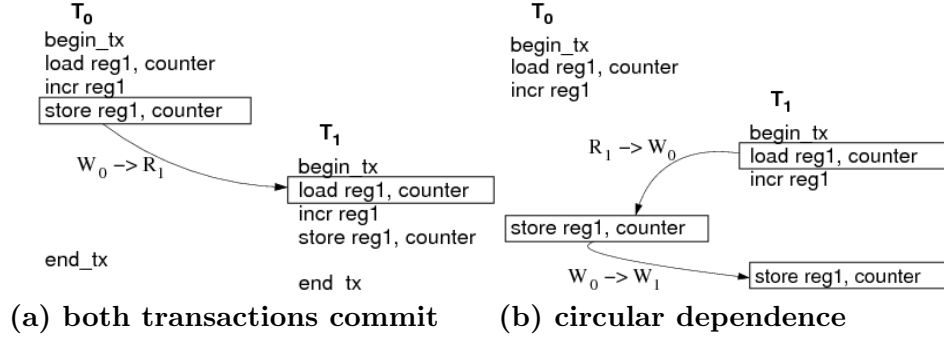 T0
begin_tx
load reg1, counter
incr reg1
store reg1, counter
W0 -> R1
T1
begin_tx
load reg1, counter
incr reg1
store reg1, counter
end_tx
end tx
(a) both transactions commit
T0
begin_tx
load reg1, counter
incr reg1
T1
begin_tx
R1 -> W0
load reg1, counter
incr reg1
store reg1, counter
W0 -> W1
store reg1, counter
(b) circular dependence